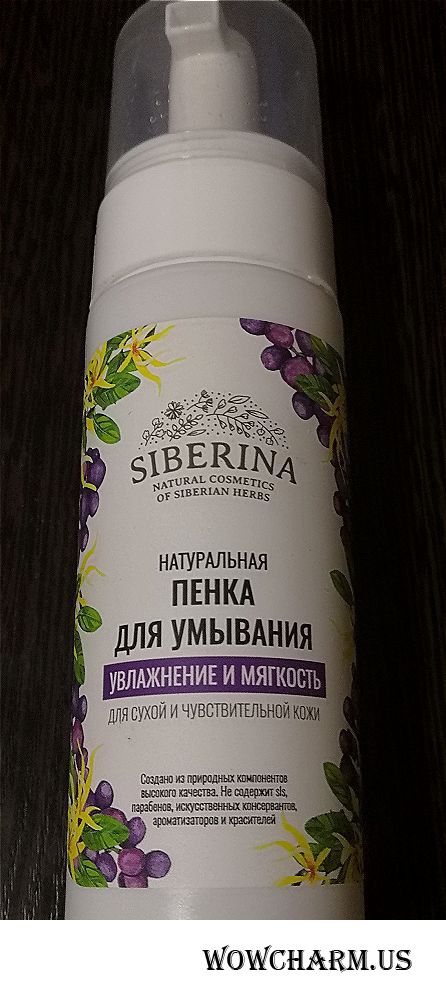 SIBERINA
NATURAL COSMETICS
OF SIBERIAN HERBS
НАТУРАЛЬНАЯ
ПЕНКА
ДЛЯ УМЫВАНИЯ
УВЛАЖНЕНИЕ И МЯГКОСТЬ
ДЛЯ СУХОЙ И ЧУВСТВИТЕЛЬНОЙ КОЖИ
Создано из природных компонентов
высокого качества. Не содержит sls,
парабенов, искусственных консервантов,
ароматизаторов и красителей
WOWCHARM.US